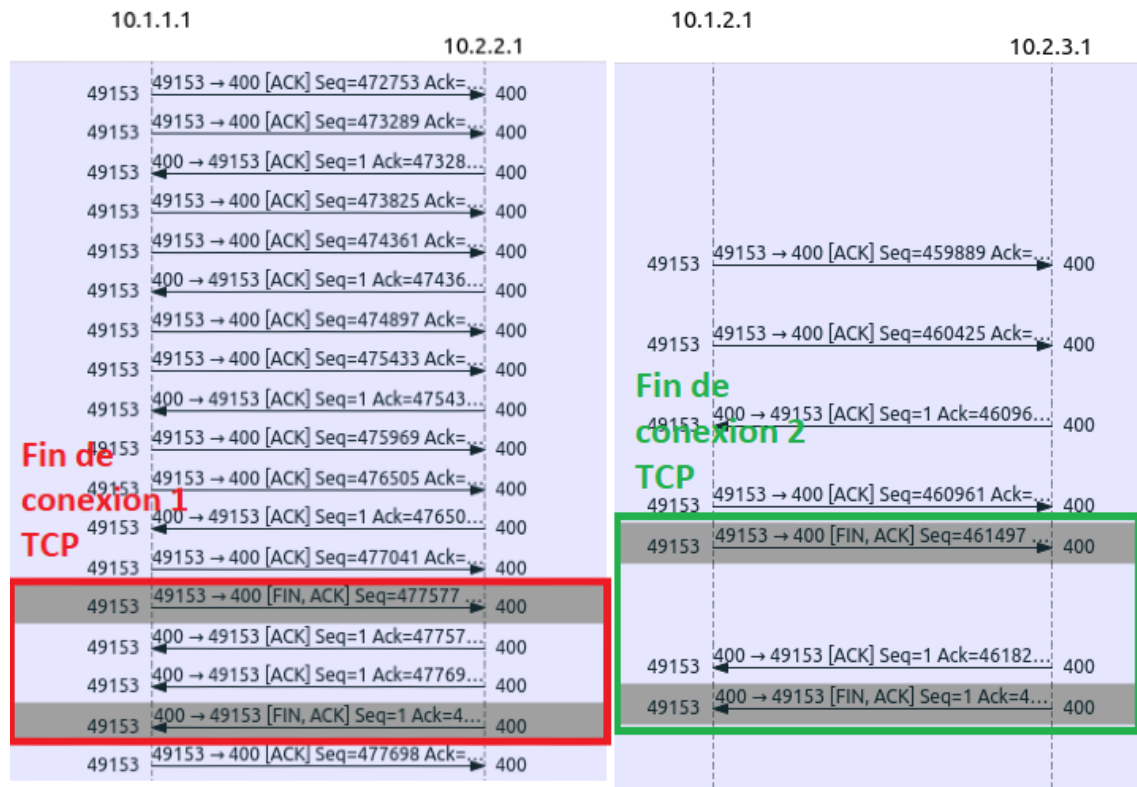 10.1.1.1
10.2.2.1
49153 49153 → 400 [ACK] Seq=472753 Ack=... 400
49153 49153 → 400 [ACK] Seq=473289 Ack=... 400
49153 400 → 49153 [ACK] Seq=1 Ack=47328... 400
49153 49153 → 400 [ACK] Seq=473825 Ack=... 400
49153 49153 → 400 [ACK] Seq=474361 Ack=... 400
49153 400 → 49153 [ACK] Seq=1 Ack=47436... 400
49153 49153 → 400 [ACK] Seq=474897 Ack=... 400
49153 49153 → 400 [ACK] Seq=475433 Ack=... 400
49153 400 → 49153 [ACK] Seq=1 Ack=47543... 400
49153 49153 → 400 [ACK] Seq=475969 Ack=... 400
49153 49153 → 400 [ACK] Seq=476505 Ack=... 400
49153 400 → 49153 [ACK] Seq=1 Ack=47650... 400
49153 49153 → 400 [ACK] Seq=477041 Ack=... 400
Fin de
conexion 1
TCP
49153 49153 → 400 [FIN, ACK] Seq=477577 ... 400
49153 400 → 49153 [ACK] Seq=1 Ack=47757... 400
49153 400 → 49153 [ACK] Seq=1 Ack=47769... 400
49153 400 → 49153 [FIN, ACK] Seq=1 Ack=4... 400
49153 49153 → 400 [ACK] Seq=477698 Ack=... 400
10.1.2.1
10.2.3.1
49153 49153 → 400 [ACK] Seq=459889 Ack=... 400
49153 49153 → 400 [ACK] Seq=460425 Ack=... 400
49153 400 → 49153 [ACK] Seq=1 Ack=46096... 400
Fin de
conexion 2
TCP
49153 49153 → 400 [ACK] Seq=460961 Ack=... 400
49153 49153 → 400 [FIN, ACK] Seq=461497 ... 400
49153 400 → 49153 [ACK] Seq=1 Ack=46182... 400
49153 400 → 49153 [FIN, ACK] Seq=1 Ack=4... 400